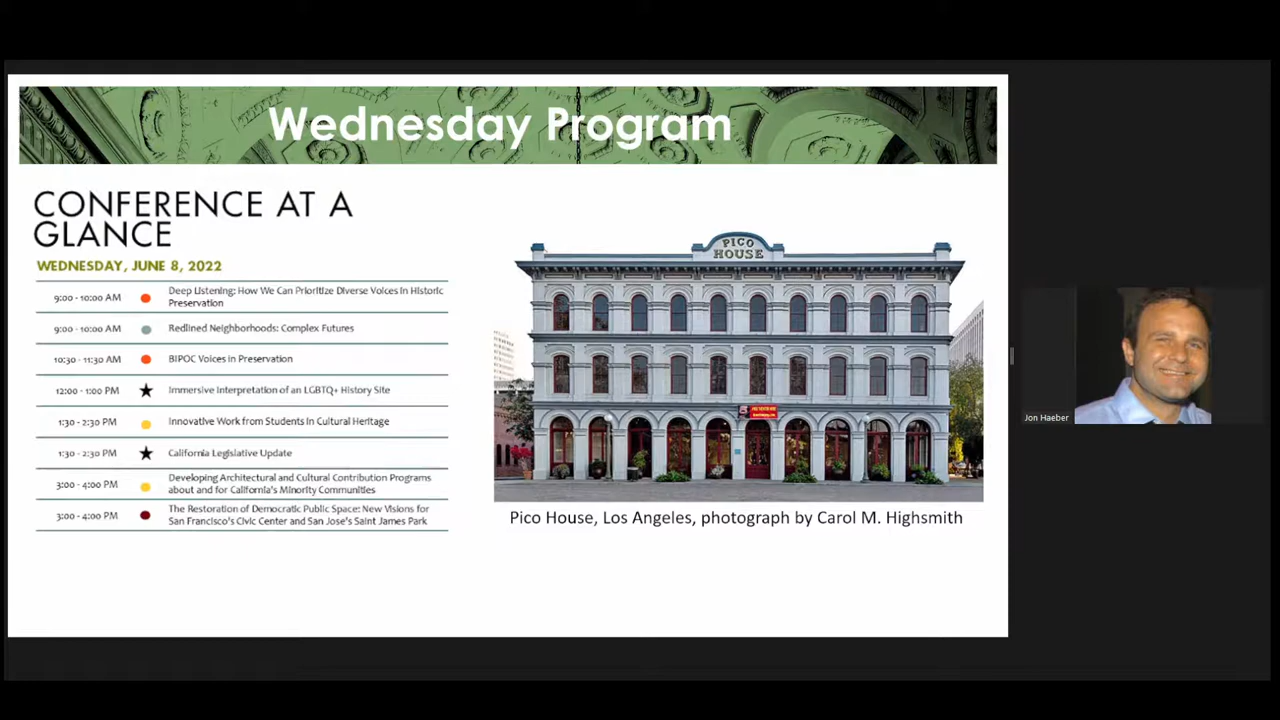 Wednesday Program
CONFERENCE AT A
GLANCE
WEDNESDAY, JUNE 8, 2022
9:00 - 10:00 AM Deep Listening: How We Can Prioritize Diverse Voices in Historic
Preservation
9:00 - 10:00 AM Redlined Neighborhoods: Complex Futures
10:30 - 11:30 AM BIPOC Voices in Preservation
12:00 - 1:00 PM Immersive Interpretation of an LGBTQ+ History Site
1:30 - 2:30 PM Innovative Work from Students in Cultural Heritage
1:30 - 2:30 PM California Legislative Update
3:00 - 4:00 PM Developing Architectural and Cultural Contribution Programs
about and for California's Minority Communities
3:00 - 4:00 PM The Restoration of Democratic Public Space: New Visions for
San Francisco's Civic Center and San Jose's Saint James Park
PICO
HOUSE
Pico House, Los Angeles, photograph by Carol M. Highsmith
Jon Haeber